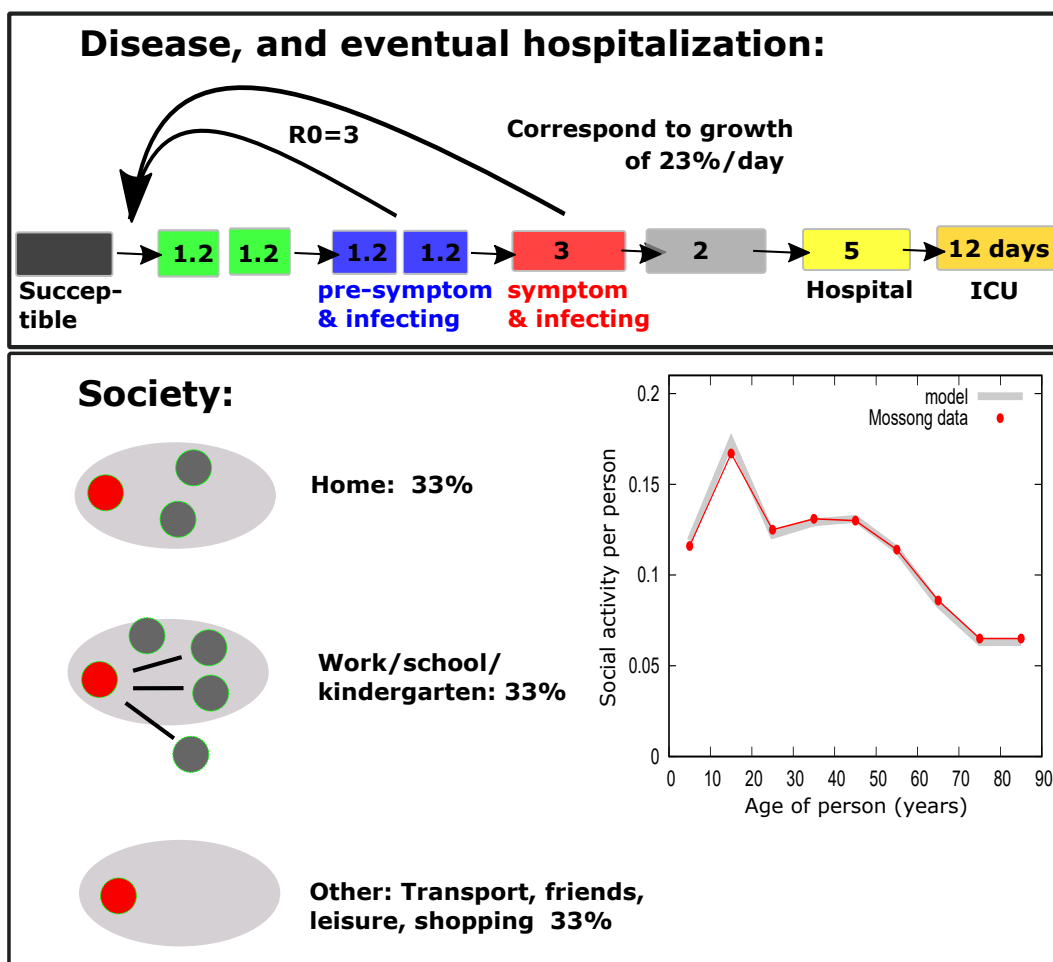 Disease, and eventual hospitalization:
R0=3
Correspond to growth
of 23%/day
1.2 1.2 1.2 1.2 3 2 5 12 days
Succep-
tible
pre-symptom
& infecting
symptom
& infecting
Hospital
ICU
Society:
Home: 33%
Work/school/
kindergarten: 33%
Other: Transport, friends,
leisure, shopping 33%
model
Mossong data
Social activity per person
0.2
0.15
0.1
0.05
0
0 10 20 30 40 50 60 70 80 90
Age of person (years)